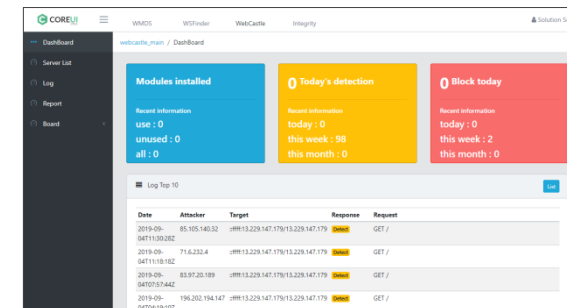 COREUI
WMDS WSFinder WebCastle Integrity
Solution S
DashBoard
webcastle_main / DashBoard
Server List
Log
Report
Board
Modules installed
Recent information
use : 0
unused : 0
all : 0
0 Today's detection
Recent information
today : 0
this week : 98
this month : 0
0 Block today
Recent information
today : 0
this week : 2
this month : 0
Log Top 10
List
Date Attacker Target Response Request
2019-09-
04T11:30:28Z
85.105.140.32 ::ffff:13.229.147.179/13.229.147.179 Detect GET /
2019-09-
04T11:18:18Z
71.6.232.4 ::ffff:13.229.147.179/13.229.147.179 Detect GET /
2019-09-
04T07:57:44Z
83.97.20.189 ::ffff:13.229.147.179/13.229.147.179 Detect GET /
2019-09-
196.202.194.147 ::ffff:13.229.147.179/13.229.147.179 Detect GET /